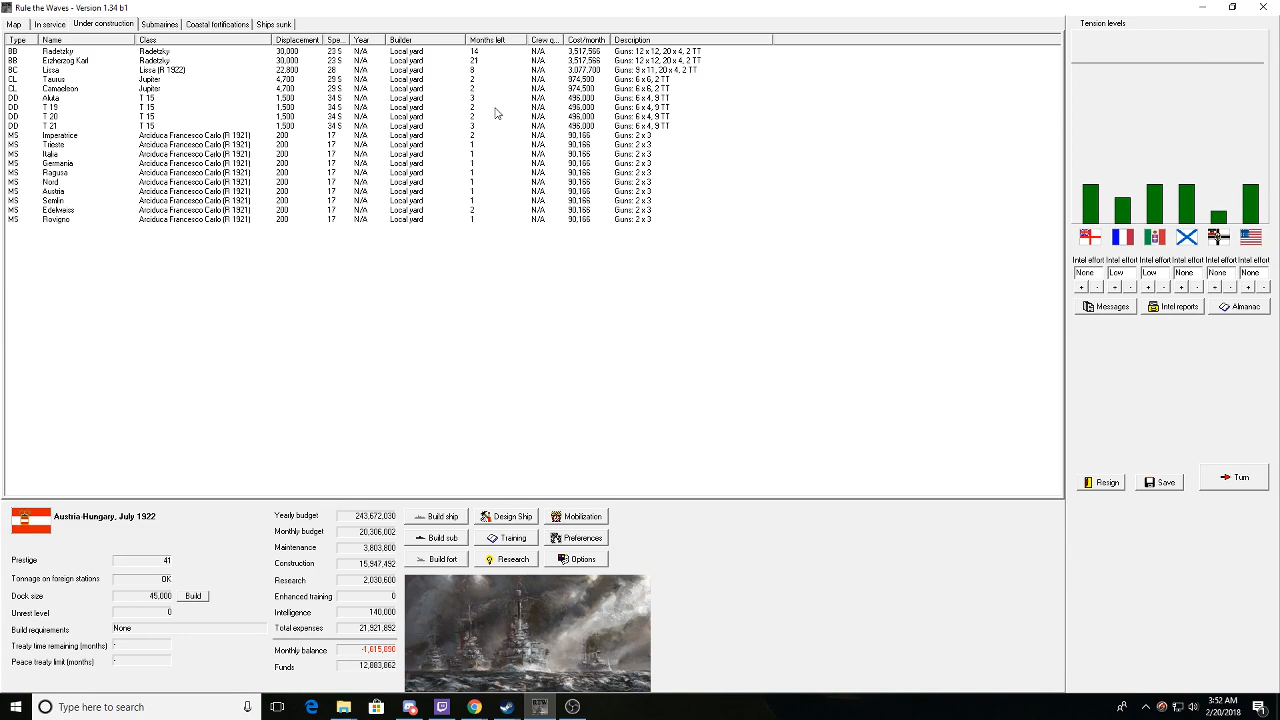 Rule the Waves - Version 1.34 b1
Map In service Under construction Submarines Coastal fortifications Ships sunk
Type Name Class Displacement Spe... Year Builder Months left Crew q... Cost/month Description
BB Radetzky Radetzky 30,000 23 S N/A Local yard 14 N/A 3,517,566 Guns: 12 x 12, 20 x 4, 2 TT
BB Erzherzog Karl Radetzky 30,000 23 S N/A Local yard 21 N/A 3,517,566 Guns: 12 x 12, 20 x 4, 2 TT
BC Lissa Lissa (R 1922) 22,800 28 N/A Local yard 8 N/A 3,077,700 Guns: 9 x 11, 20 x 4, 2 TT
CL Taurus Jupiter 4,700 29 S N/A Local yard 2 N/A 974,500 Guns: 6 x 6, 2 TT
CL Camaeleon Jupiter 4,700 29 S N/A Local yard 2 N/A 974,500 Guns: 6 x 6, 2 TT
DD Aluta T 15 1,500 34 S N/A Local yard 3 N/A 496,000 Guns: 6 x 4, 9 TT
DD T 19 T 15 1,500 34 S N/A Local yard 2 N/A 496,000 Guns: 6 x 4, 9 TT
DD T 20 T 15 1,500 34 S N/A Local yard 2 N/A 496,000 Guns: 6 x 4, 9 TT
DD T 21 T 15 1,500 34 S N/A Local yard 3 N/A 496,000 Guns: 6 x 4, 9 TT
MS Imperatrice Arciduca Francesco Carlo (R 1921) 200 17 N/A Local yard 2 N/A 90,166 Guns: 2 x 3
MS Trieste Arciduca Francesco Carlo (R 1921) 200 17 N/A Local yard 1 N/A 90,166 Guns: 2 x 3
MS Italia Arciduca Francesco Carlo (R 1921) 200 17 N/A Local yard 1 N/A 90,166 Guns: 2 x 3
MS Germania Arciduca Francesco Carlo (R 1921) 200 17 N/A Local yard 1 N/A 90,166 Guns: 2 x 3
MS Ragusa Arciduca Francesco Carlo (R 1921) 200 17 N/A Local yard 1 N/A 90,166 Guns: 2 x 3
MS Nord Arciduca Francesco Carlo (R 1921) 200 17 N/A Local yard 1 N/A 90,166 Guns: 2 x 3
MS Austria Arciduca Francesco Carlo (R 1921) 200 17 N/A Local yard 1 N/A 90,166 Guns: 2 x 3
MS Semlin Arciduca Francesco Carlo (R 1921) 200 17 N/A Local yard 1 N/A 90,166 Guns: 2 x 3
MS Edelweiss Arciduca Francesco Carlo (R 1921) 200 17 N/A Local yard 2 N/A 90,166 Guns: 2 x 3
MS Rovigno Arciduca Francesco Carlo (R 1921) 200 17 N/A Local yard 1 N/A 90,166 Guns: 2 x 3
Tension levels
Intel effort Intel effort Intel effort Intel effort Intel effort Intel effort
None Low Low None None None
+ - + - + - + - + - + -
Messages Intel reports Almanac
Resign Save Turn
Austria-Hungary, July 1922
Prestige 41
Tonnage on foreign stations OK
Dock size 45,000 Build
Unrest level 0
Build requirements None
Treaty time remaining (months) -
Peace treaty limit (months) -
Yearly budget 243,672,030
Monthly budget 20,306,002
Maintenance 3,803,800
Construction 15,947,492
Research 2,030,600
Enhanced training 0
Intelligence 140,000
Total expenses 21,921,892
Monthly balance -1,615,890
Funds 12,883,862
Build ship Design Ship Mobilization
Build sub Training Preferences
Build fort Research Options
Type here to search
3:52 AM
2/20/2018